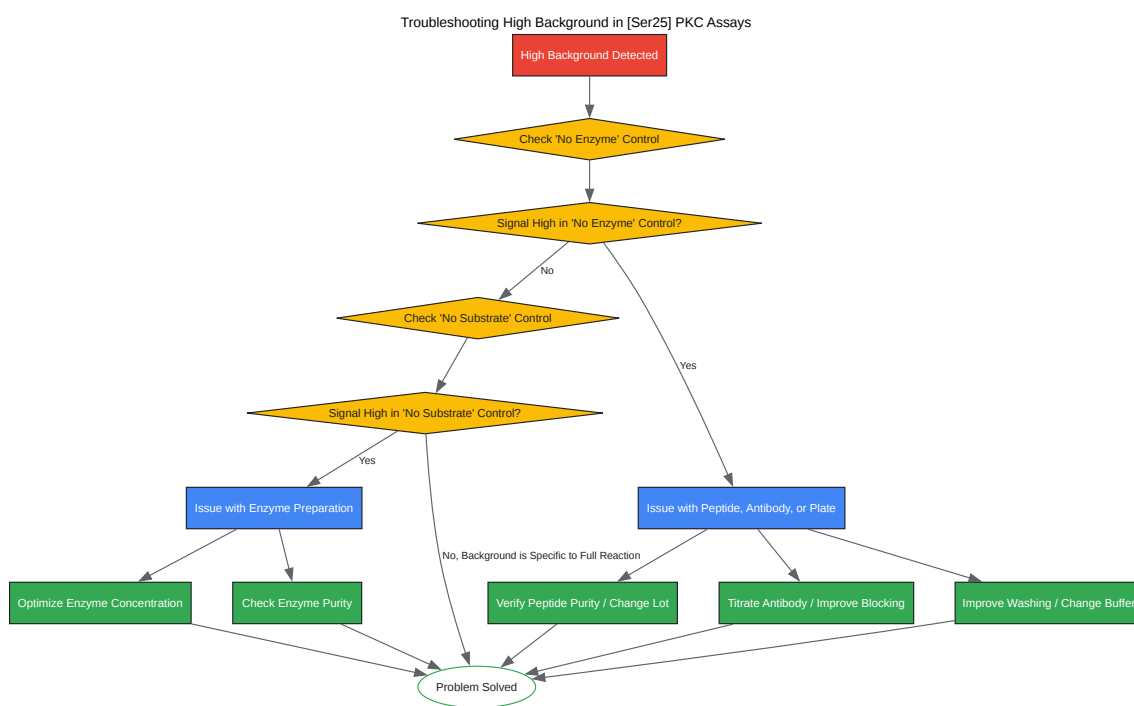 Troubleshooting High Background in [Ser25] PKC Assays
High Background Detected
Check 'No Enzyme' Control
Signal High in 'No Enzyme' Control?
No
Check 'No Substrate' Control
Yes
Signal High in 'No Substrate' Control?
Yes
Issue with Enzyme Preparation
Issue with Peptide, Antibody, or Plate
No, Background is Specific to Full Reaction
Optimize Enzyme Concentration
Check Enzyme Purity
Verify Peptide Purity / Change Lot
Titrate Antibody / Improve Blocking
Improve Washing / Change Buffer
Problem Solved